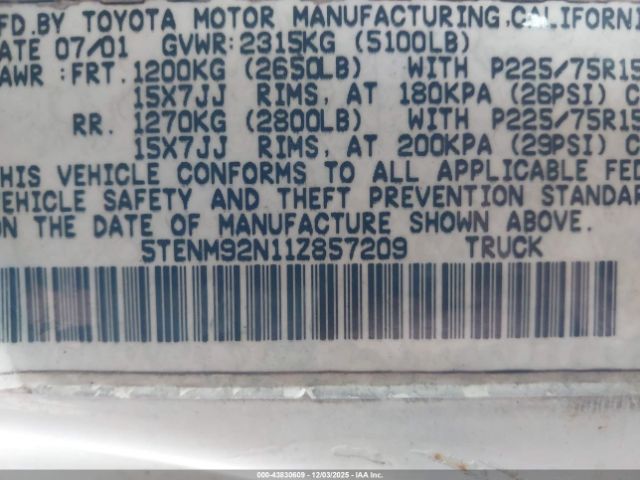 FD.BY TOYOTA MOTOR MANUFACTURING,CALIFORNI
ATE 07/01 GVWR:2315KG (5100LB)
AWR :FRT. 1200KG (2650LB) WITH P225/75R15
15X7JJ RIMS, AT 180KPA (26PSI) C
RR. 1270KG (2800LB) WITH P225/75R15
15X7JJ RIMS, AT 200KPA (29PSI) C
HIS VEHICLE CONFORMS TO ALL APPLICABLE FED
EHICLE SAFETY AND THEFT PREVENTION STANDAR
ON THE DATE OF MANUFACTURE SHOWN ABOVE.
5TENM92N11Z857209 TRUCK
000-43830609 - 12/03/2025 - IAA Inc.